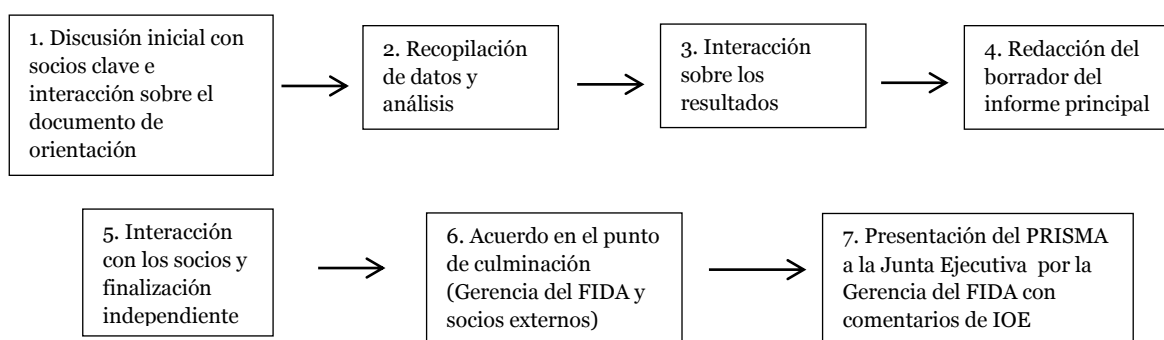 1. Discusión inicial con
socios clave e
interacción sobre el
documento de
orientación
2. Recopilación
de datos y
análisis
3. Interacción
sobre los
resultados
4. Redacción del
borrador del
informe principal
5. Interacción
con los socios y
finalización
independiente
6. Acuerdo en el punto
de culminación
(Gerencia del FIDA y
socios externos)
7. Presentación del PRISMA
a la Junta Ejecutiva por la
Gerencia del FIDA con
comentarios de IOE